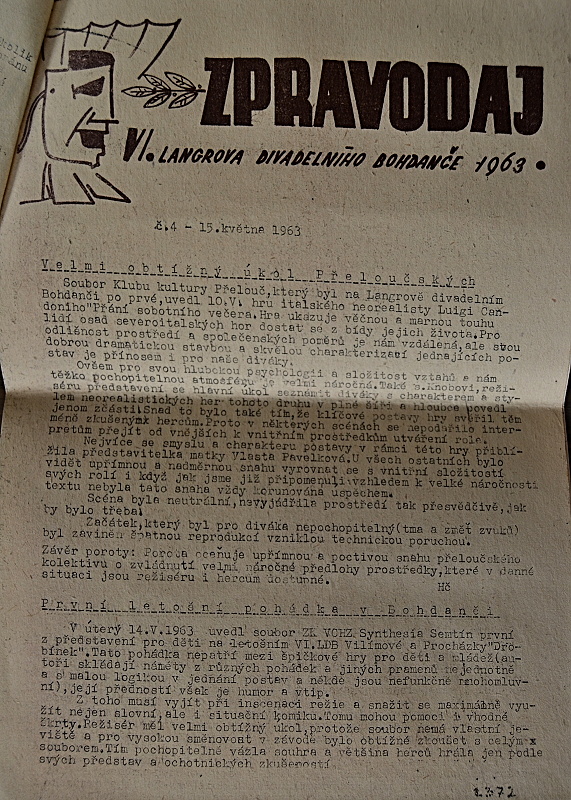 ZPRAVODAJ
VI. LANGROVA DIVADELNÍHO BOHDANČE 1963.
č.4 - 15.května 1963
Velmi obtížný úkol Přeloučských
Soubor Klubu kultury Přelouč,který byl na Langrově divadelním
Bohdanči po prvé,uvedl 10.V. hru italského neorealisty Luigi Can-
doniho"Přání sobotního večera.Hra ukazuje věčnou a marnou touhu
lidí osad severoitalských hor dostat se z bídy jejich života.Pro
odlišnost prostředí a společenských poměrů je nám vzdálená,ale svou
dobrou dramatickou stavbou a skvělou charakterizací jednajících po-
stav je přínosem i pro naše diváky.
Ovšem pro svou hlubokou psychologii a složitost vztahů a nám
těžko pochopitelnou atmosféru je velmi náročná.Také s.Knobovi,reži-
séru představení se hlavní úkol seznámit diváky s charakterem a sty-
lem neorealistických her tohoto druhu v plné šíři a hloubce povedl
jenom zčásti.Snad to bylo také tím,že klíčové postavy hry svěřil těm
méně zkušeným hercům.Proto v některých scénách se nepodařilo inter-
pretům přejít od vnějších k vnitřním prostředkům utváření role.
Nejvíce se smyslu a charakteru postavy v rámci této hry přiblí-
žila představitelka matky Vlasta Pavelková.U všech ostatních bylo
vidět upřímnou a nadměrnou snahu vyrovnat se s vnitřní složitostí
svých rolí i když jak jsme již připomenuli,vzhledem k velké náročnosti
textu nebyla tato snaha vždy korunována úspěchem.
Scéna byla neutrální,nevyjádřila prostředí tak přesvědčivě,jak
by bylo třeba.
Začátek,který byl pro diváka nepochopitelný(tma a změť zvuků)
byl zaviněn špatnou reprodukcí vzniklou technickou poruchou.
Závěr poroty: Porota oceňuje upřímnou a poctivou snahu přeloučského
kolektivu o zvládnutí velmi náročné předlohy prostředky,které v dané
situaci jsou režiséru i hercům dostupné.
Hč
První letošní pohádka v Bohdanči
V úterý 14.V.1963 uvedl soubor ZK VCHZ Synthesia Semtín první
z představení pro děti na letošním VI.LDB Vilímové a Procházky"Dro-
bínek".Tato pohádka nepatří mezi špičkové hry pro děti a mládež(au-
toři skládají náměty z různých pohádek a jiných pramenů nejednotně
a s malou logikou v jednání postav a někde jsou nefunkčně mnohomluv-
ní),její předností však je humor a vtip.
Z toho musí vyjít při inscenaci režie a snažit se maximálně vyu-
žít nejen slovní,ale i situační komiku.Tomu mohou pomoci i vhodné
škrty.Režisér měl velmi obtížný úkol,protože soubor nemá vlastní je-
viště a pro vysokou směnovost v závodě bylo obtížné zkoušet s celým
souborem.Tím pochopitelně vázla souhra a většina herců hrála jen podle
svých představ a ochotnických zkušeností.
1372